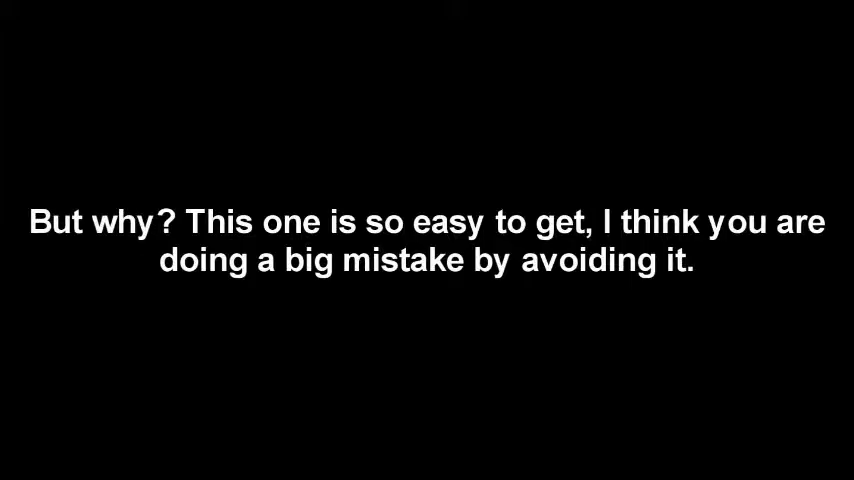 But why? This one is so easy to get, I think you are
doing a big mistake by avoiding it.